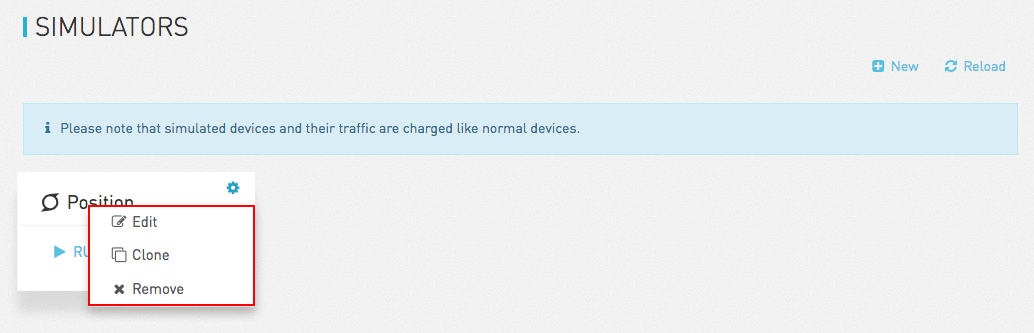 SIMULATORS
New Reload
Please note that simulated devices and their traffic are charged like normal devices.
Position
Edit
Clone
Remove